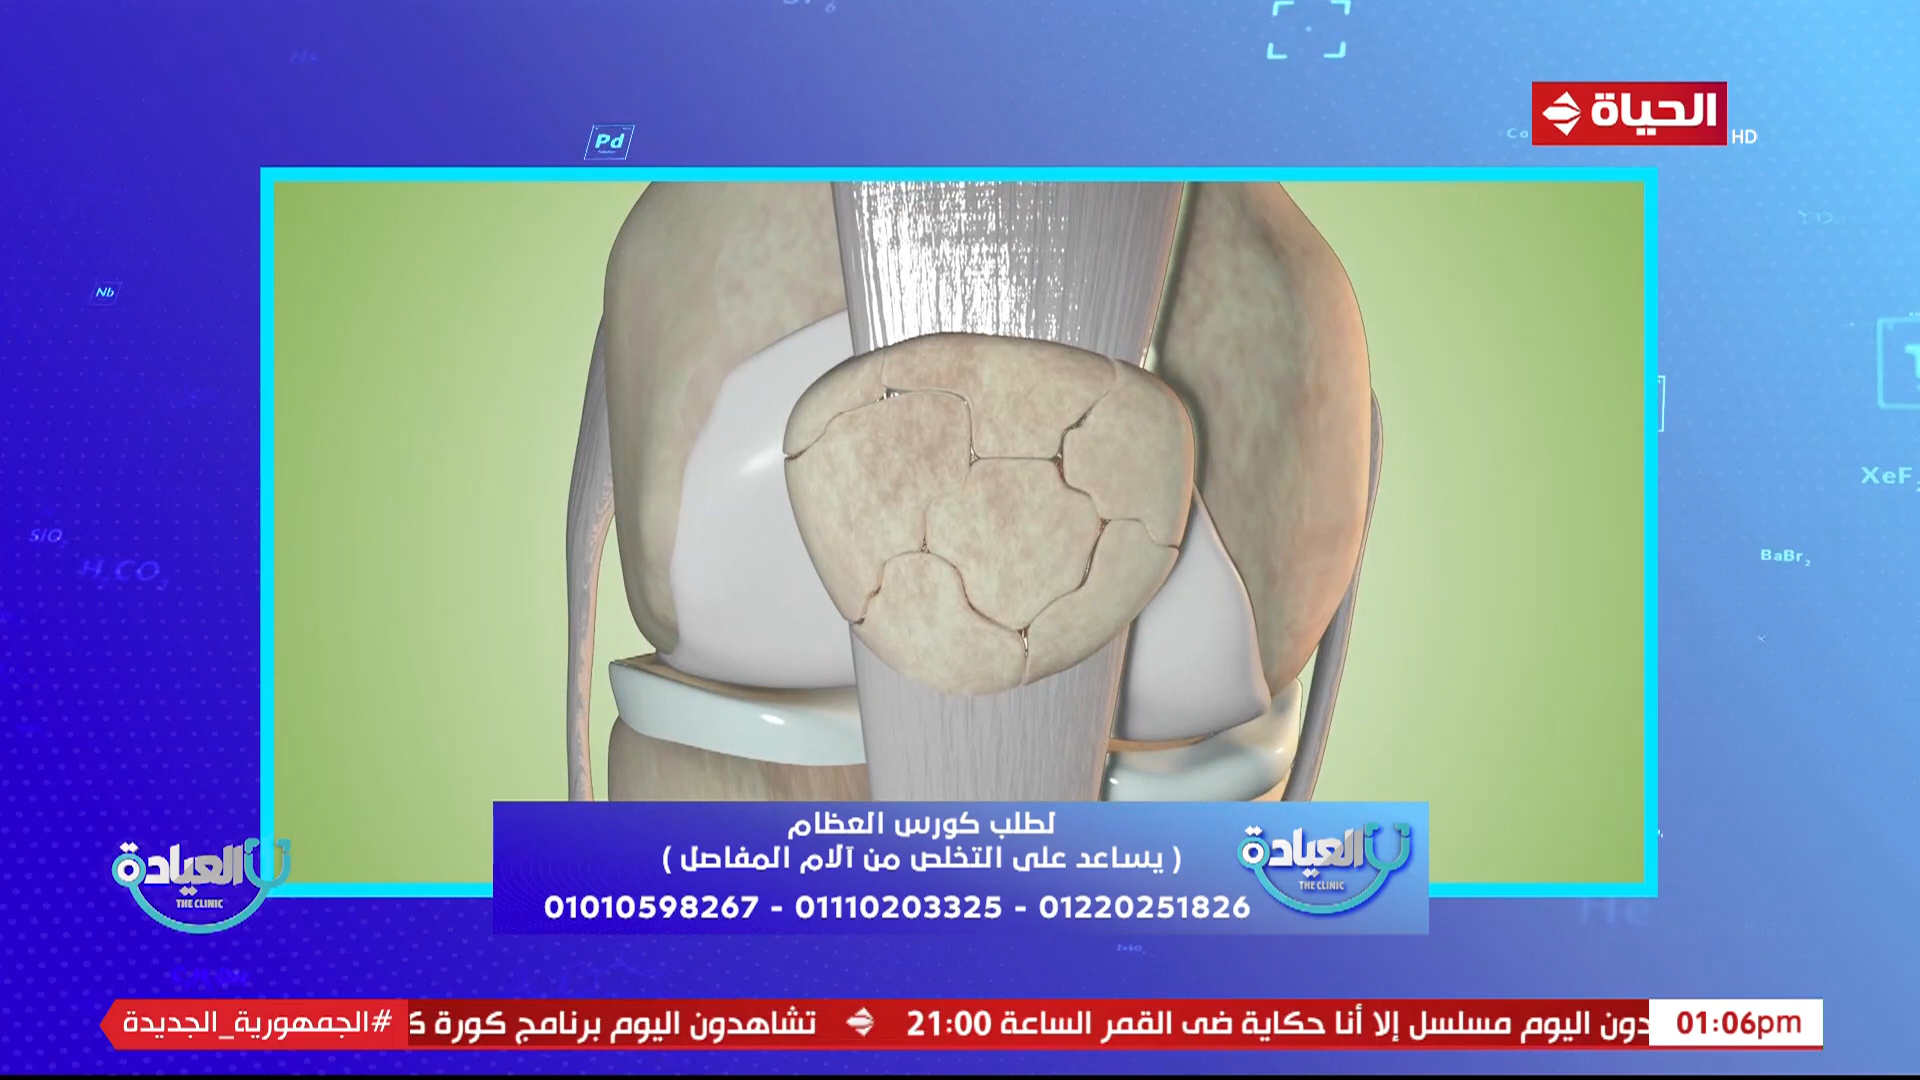 الحياة
HD
Pd
Nb
SiO
H₂CO₃
XeF
BaBr₂
لطلب كورس العظام
( يساعد على التخلص من آلام المفاصل )
01010598267 - 01110203325 - 01220251826
العيادة
THE CLINIC
العيادة
THE CLINIC
01:06pm
دون اليوم مسلسل إلا أنا حكاية ضى القمر الساعة 21:00
تشاهدون اليوم برنامج كورة ك
#الجمهورية_الجديدة